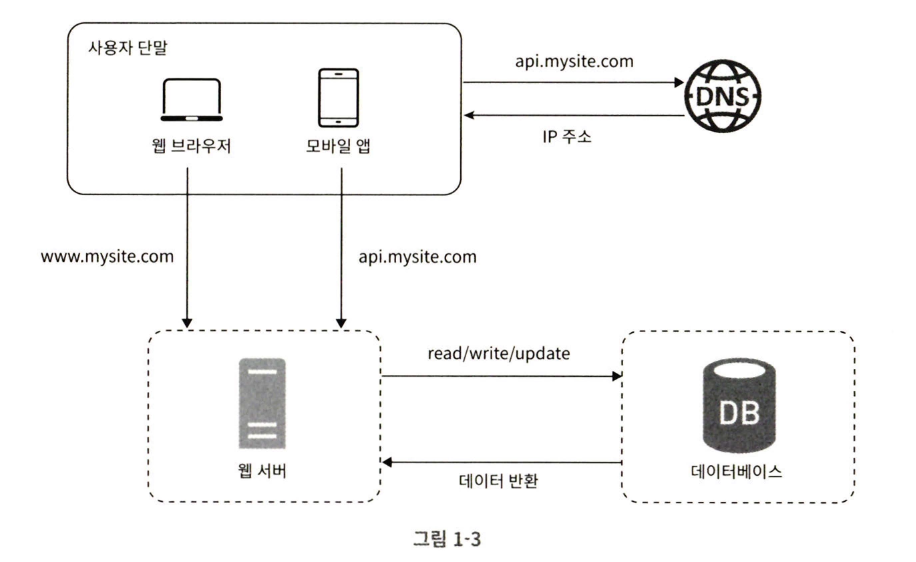 사용자 단말
웹 브라우저
모바일 앱
api.mysite.com
DNS
IP 주소
www.mysite.com
api.mysite.com
read/write/update
웹 서버
데이터 반환
DB
데이터베이스
그림 1-3